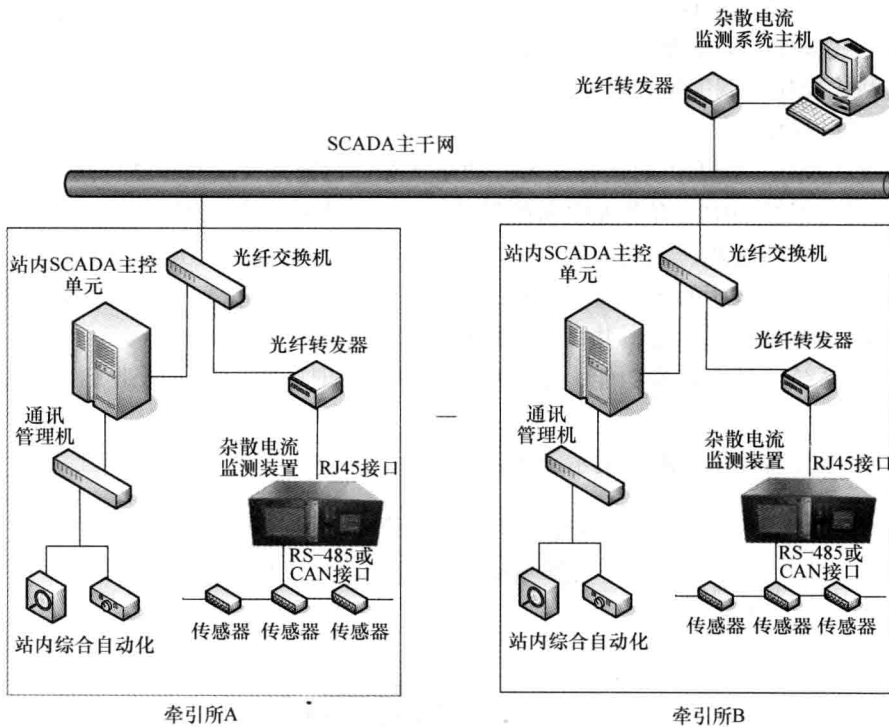 杂散电流
监测系统主机
光纤转发器
SCADA主干网
站内SCADA主控
单元
光纤交换机
光纤转发器
通讯
管理机
杂散电流
监测装置
RJ45接口
RS-485或
CAN接口
站内综合自动化
传感器
传感器
传感器
牵引所A
站内SCADA主控
单元
光纤交换机
光纤转发器
通讯
管理机
杂散电流
监测装置
RJ45接口
RS-485或
CAN接口
站内综合自动化
传感器
传感器
传感器
牵引所B